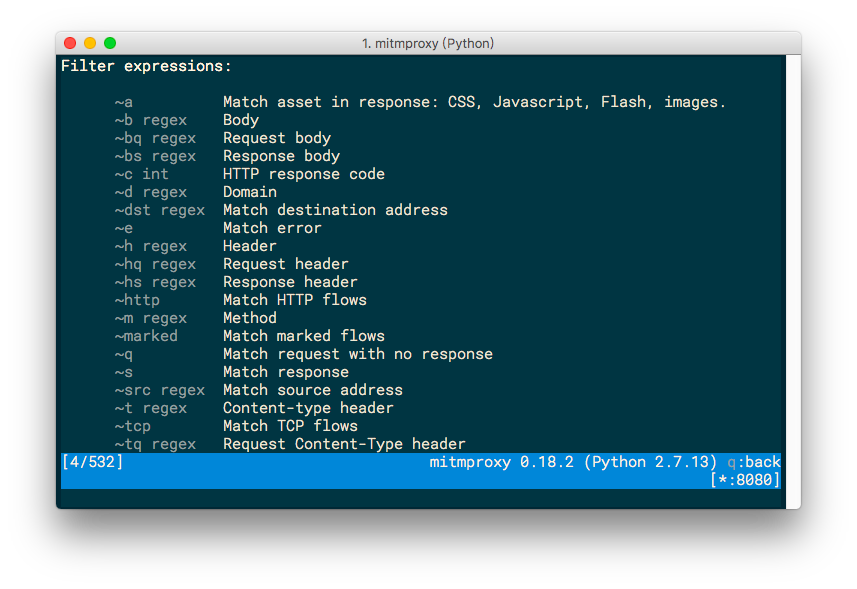 1. mitmproxy (Python)
Filter expressions:
~a Match asset in response: CSS, Javascript, Flash, images.
~b regex Body
~bq regex Request body
~bs regex Response body
~c int HTTP response code
~d regex Domain
~dst regex Match destination address
~e Match error
~h regex Header
~hq regex Request header
~hs regex Response header
~http Match HTTP flows
~m regex Method
~marked Match marked flows
~q Match request with no response
~s Match response
~src regex Match source address
~t regex Content-type header
~tcp Match TCP flows
~tq regex Request Content-Type header
[4/532] mitmproxy 0.18.2 (Python 2.7.13) q:back
[*:8080]